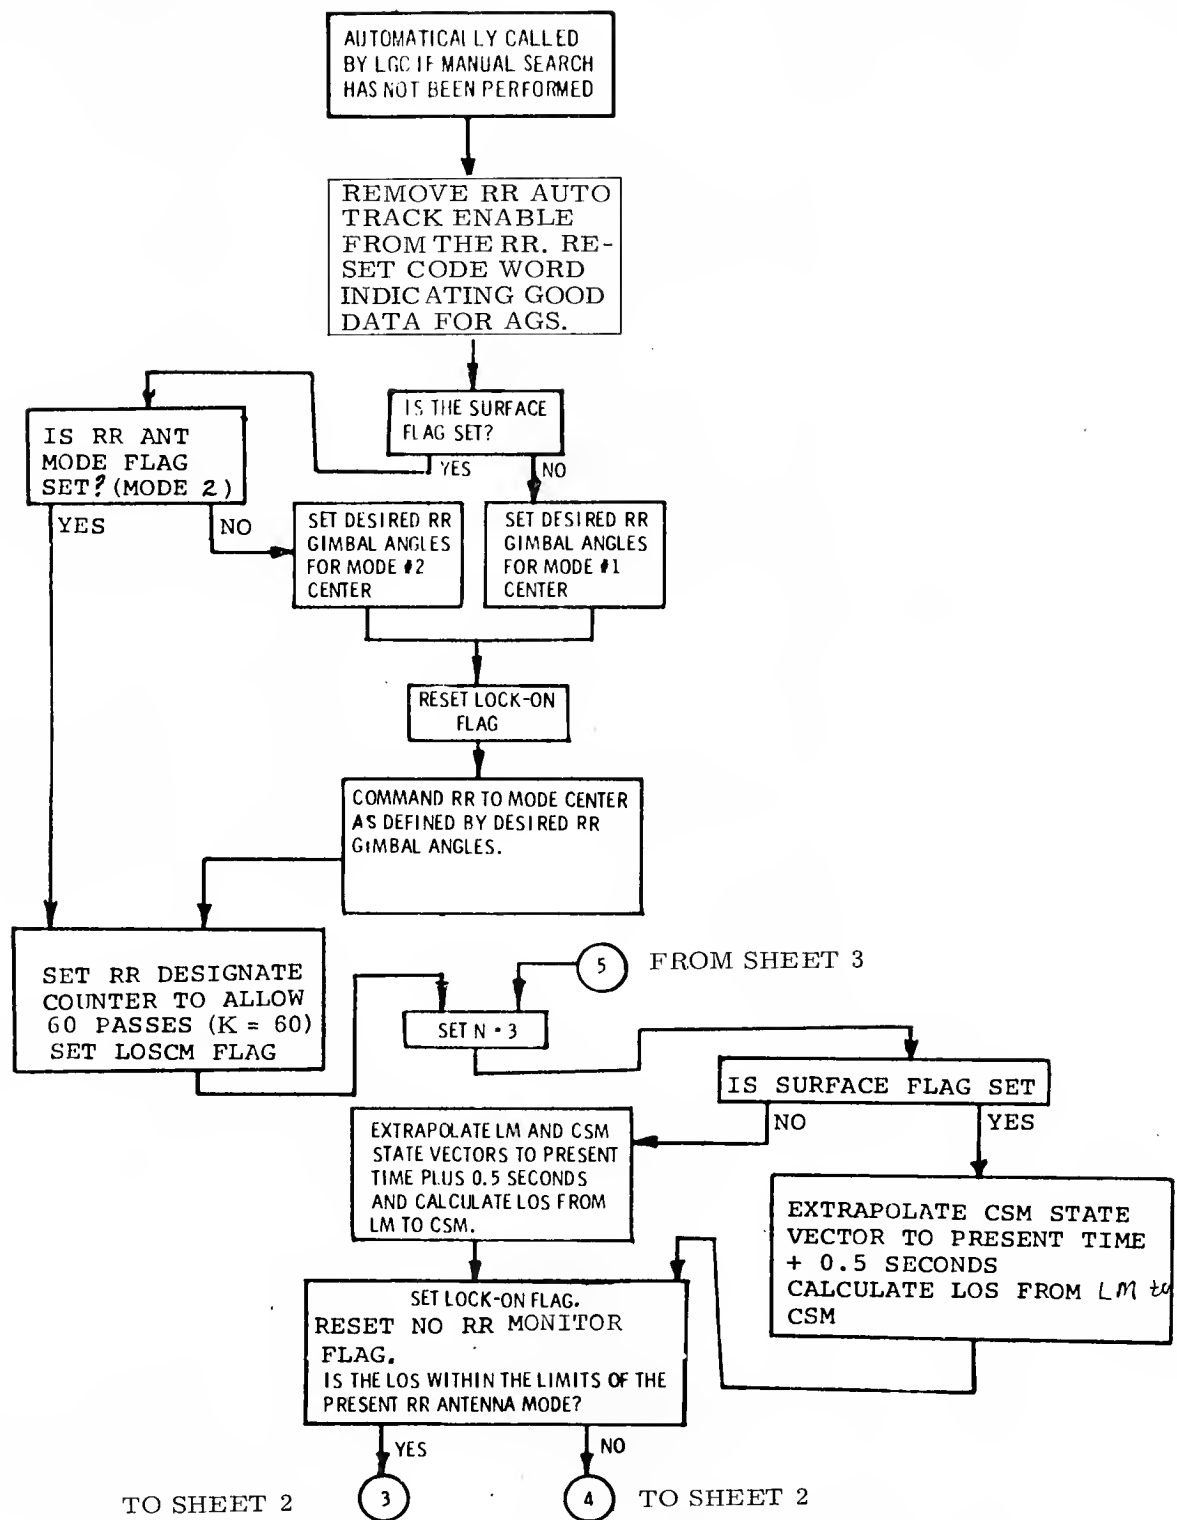 AUTOMATICALLY CALLED
BY LGC IF MANUAL SEARCH
HAS NOT BEEN PERFORMED
REMOVE RR AUTO
TRACK ENABLE
FROM THE RR. RE-
SET CODE WORD
INDICATING GOOD
DATA FOR AGS.
IS THE SURFACE
FLAG SET?
YES
NO
IS RR ANT
MODE FLAG
SET? (MODE 2)
YES
NO
SET DESIRED RR
GIMBAL ANGLES
FOR MODE #2
CENTER
SET DESIRED RR
GIMBAL ANGLES
FOR MODE #1
CENTER
RESET LOCK-ON
FLAG
COMMAND RR TO MODE CENTER
AS DEFINED BY DESIRED RR
GIMBAL ANGLES.
SET RR DESIGNATE
COUNTER TO ALLOW
60 PASSES (K = 60)
SET LOSCM FLAG
5 FROM SHEET 3
SET N = 3
IS SURFACE FLAG SET
NO
YES
EXTRAPOLATE LM AND CSM
STATE VECTORS TO PRESENT
TIME PLUS 0.5 SECONDS
AND CALCULATE LOS FROM
LM TO CSM.
EXTRAPOLATE CSM STATE
VECTOR TO PRESENT TIME
+ 0.5 SECONDS
CALCULATE LOS FROM LM to
CSM
SET LOCK-ON FLAG.
RESET NO RR MONITOR
FLAG.
IS THE LOS WITHIN THE LIMITS OF THE
PRESENT RR ANTENNA MODE?
YES
NO
TO SHEET 2 3
4 TO SHEET 2